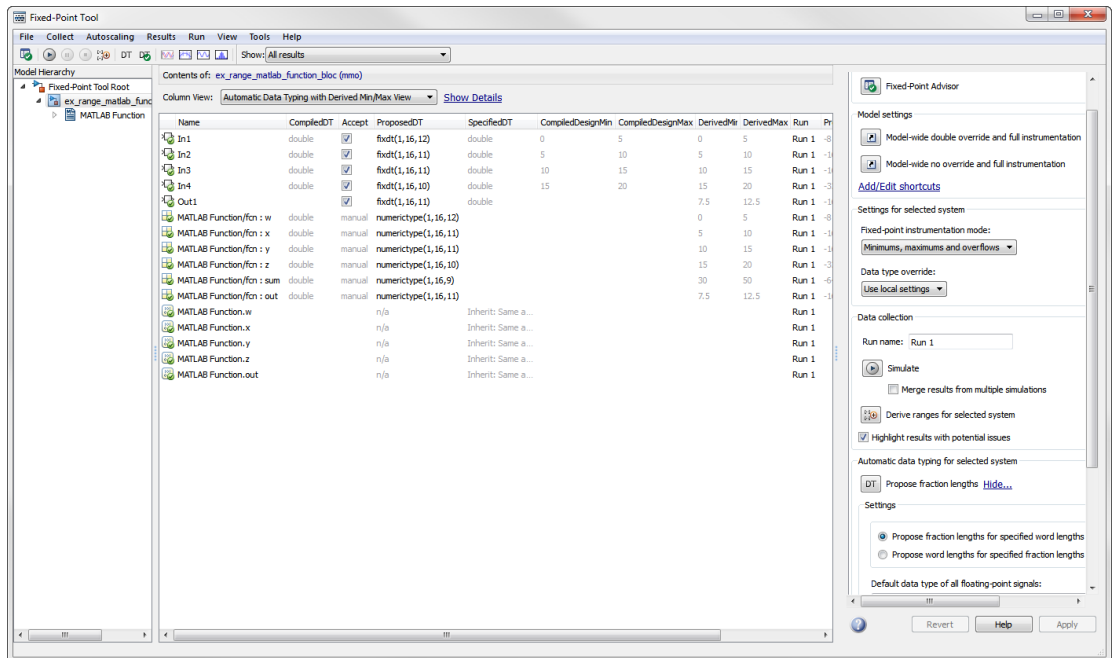 Fixed-Point Tool
File Collect Autoscaling Results Run View Tools Help
DT Show: All results
Model Hierarchy
Fixed-Point Tool Root
ex_range_matlab_func
MATLAB Function
Contents of: ex_range_matlab_function_bloc (mmo)
Column View: Automatic Data Typing with Derived Min/Max View Show Details
Name CompiledDT Accept ProposedDT SpecifiedDT CompiledDesignMin CompiledDesignMax DerivedMin DerivedMax Run Pr
In1 double fixdt(1,16,12) double 0 5 0 5 Run 1 -8
In2 double fixdt(1,16,11) double 5 10 5 10 Run 1 -1
In3 double fixdt(1,16,11) double 10 15 10 15 Run 1 -1
In4 double fixdt(1,16,10) double 15 20 15 20 Run 1 -3
Out1 fixdt(1,16,11) double 7.5 12.5 Run 1 -1
MATLAB Function/fcn : w double manual numerictype(1,16,12) 0 5 Run 1 -8
MATLAB Function/fcn : x double manual numerictype(1,16,11) 5 10 Run 1 -1
MATLAB Function/fcn : y double manual numerictype(1,16,11) 10 15 Run 1 -1
MATLAB Function/fcn : z double manual numerictype(1,16,10) 15 20 Run 1 -3
MATLAB Function/fcn : sum double manual numerictype(1,16,9) 30 50 Run 1 -6
MATLAB Function/fcn : out double manual numerictype(1,16,11) 7.5 12.5 Run 1 -1
MATLAB Function.w n/a Inherit: Same a... Run 1
MATLAB Function.x n/a Inherit: Same a... Run 1
MATLAB Function.y n/a Inherit: Same a... Run 1
MATLAB Function.z n/a Inherit: Same a... Run 1
MATLAB Function.out n/a Inherit: Same a... Run 1
Fixed-Point Advisor
Model settings
Model-wide double override and full instrumentation
Model-wide no override and full instrumentation
Add/Edit shortcuts
Settings for selected system
Fixed-point instrumentation mode:
Minimums, maximums and overflows
Data type override:
Use local settings
Data collection
Run name: Run 1
Simulate
Merge results from multiple simulations
Derive ranges for selected system
Highlight results with potential issues
Automatic data typing for selected system
DT Propose fraction lengths Hide...
Settings
Propose fraction lengths for specified word lengths
Propose word lengths for specified fraction lengths
Default data type of all floating-point signals:
Revert Help Apply